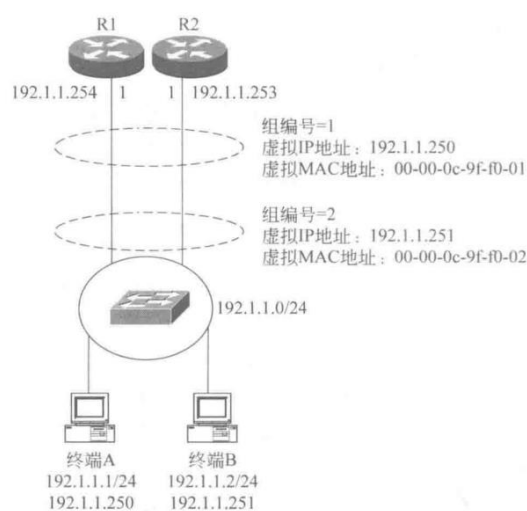 R1
R2
192.1.1.254
1
1
192.1.1.253
组编号=1
虚拟IP地址：192.1.1.250
虚拟MAC地址：00-00-0c-9f-f0-01
组编号=2
虚拟IP地址：192.1.1.251
虚拟MAC地址：00-00-0c-9f-f0-02
192.1.1.0/24
终端A
192.1.1.1/24
192.1.1.250
终端B
192.1.1.2/24
192.1.1.251